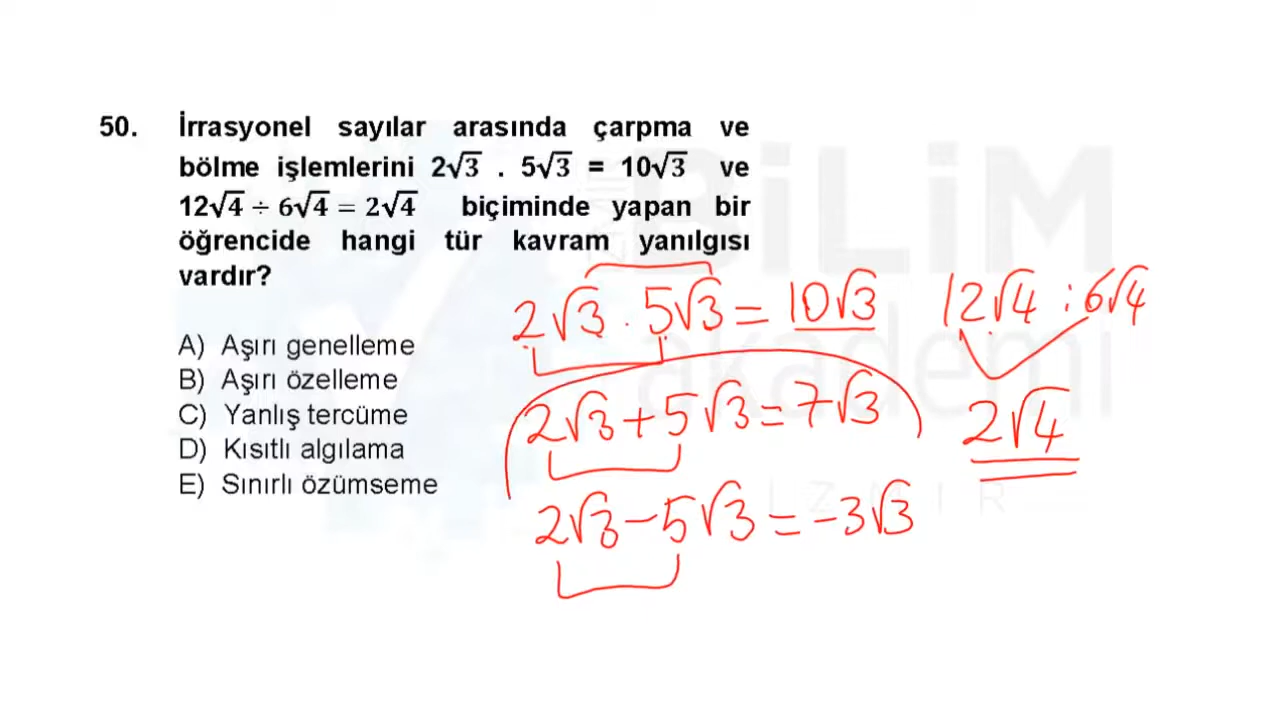 50. İrrasyonel sayılar arasında çarpma ve
bölme işlemlerini 2√3 . 5√3 = 10√3 ve
12√4 ÷ 6√4 = 2√4 biçiminde yapan bir
öğrencide hangi tür kavram yanılgısı
vardır?
A) Aşırı genelleme
B) Aşırı özelleme
C) Yanlış tercüme
D) Kısıtlı algılama
E) Sınırlı özümseme
2√3 . 5√3 = 10√3
12√4 : 6√4
2√3 + 5√3 = 7√3
2√4
2√3 - 5√3 = -3√3
BİLİM
akademi
İZMİR